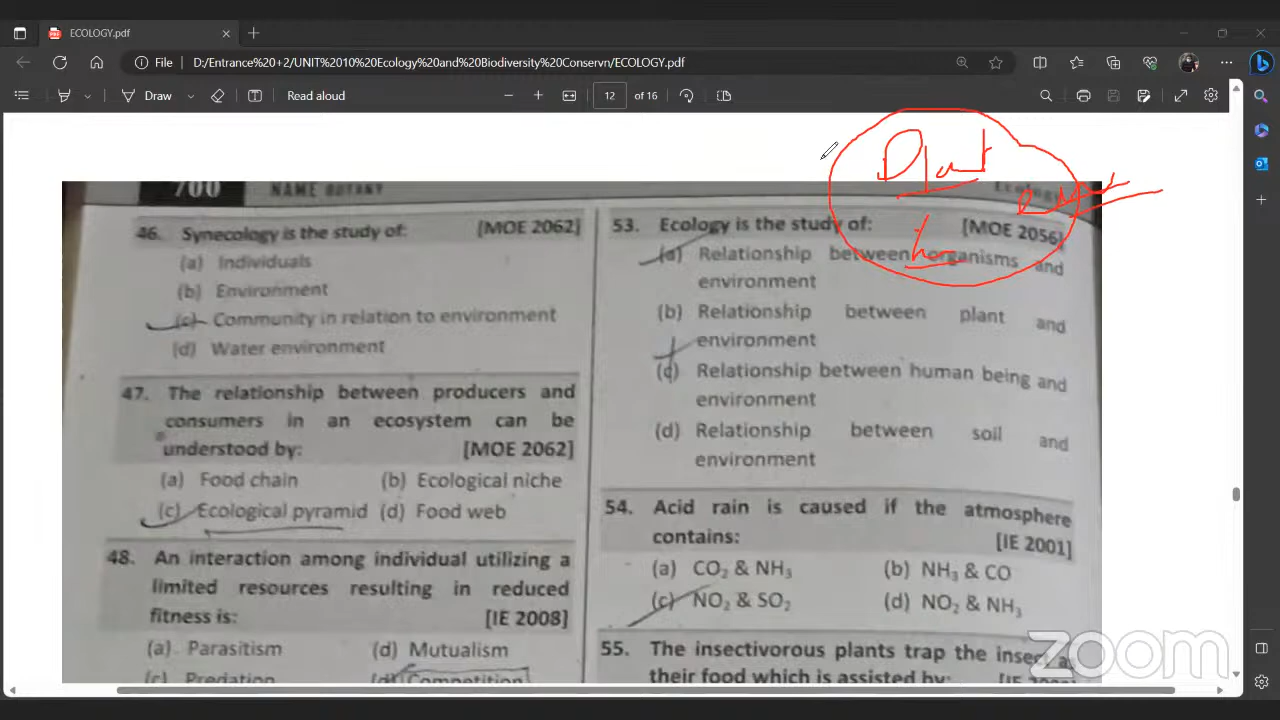 ECOLOGY.pdf
File
D:/Entrance%20+2/UNIT%2010%20Ecology%20and%20Biodiversity%20Conservn/ECOLOGY.pdf
Draw
Read aloud
12 of 16
700 NAME BOTANY
46. Synecology is the study of: [MOE 2062]
(a) Individuals
(b) Environment
(c) Community in relation to environment
(d) Water environment
47. The relationship between producers and
consumers in an ecosystem can be
understood by: [MOE 2062]
(a) Food chain (b) Ecological niche
(c) Ecological pyramid (d) Food web
48. An interaction among individual utilizing a
limited resources resulting in reduced
fitness is: [IE 2008]
(a) Parasitism (d) Mutualism
(c) Predation (d) Competition
Plant
Ecology
53. Ecology is the study of: [MOE 2056]
(a) Relationship between organisms and
environment
(b) Relationship between plant and
environment
(c) Relationship between human being and
environment
(d) Relationship between soil and
environment
54. Acid rain is caused if the atmosphere
contains: [IE 2001]
(a) CO₂ & NH₃ (b) NH₃ & CO
(c) NO₂ & SO₂ (d) NO₂ & NH₃
55. The insectivorous plants trap the insect as
their food which is assisted by:
zoom